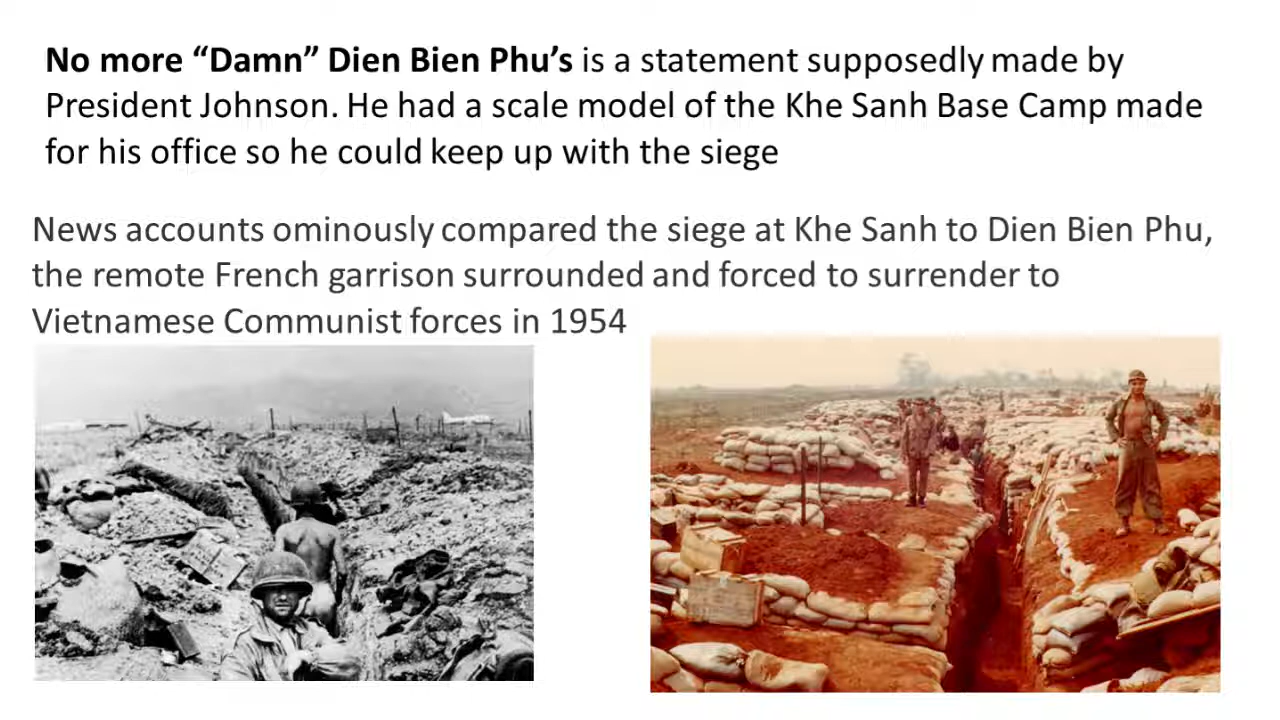 No more “Damn” Dien Bien Phu’s is a statement supposedly made by
President Johnson. He had a scale model of the Khe Sanh Base Camp made
for his office so he could keep up with the siege
News accounts ominously compared the siege at Khe Sanh to Dien Bien Phu,
the remote French garrison surrounded and forced to surrender to
Vietnamese Communist forces in 1954